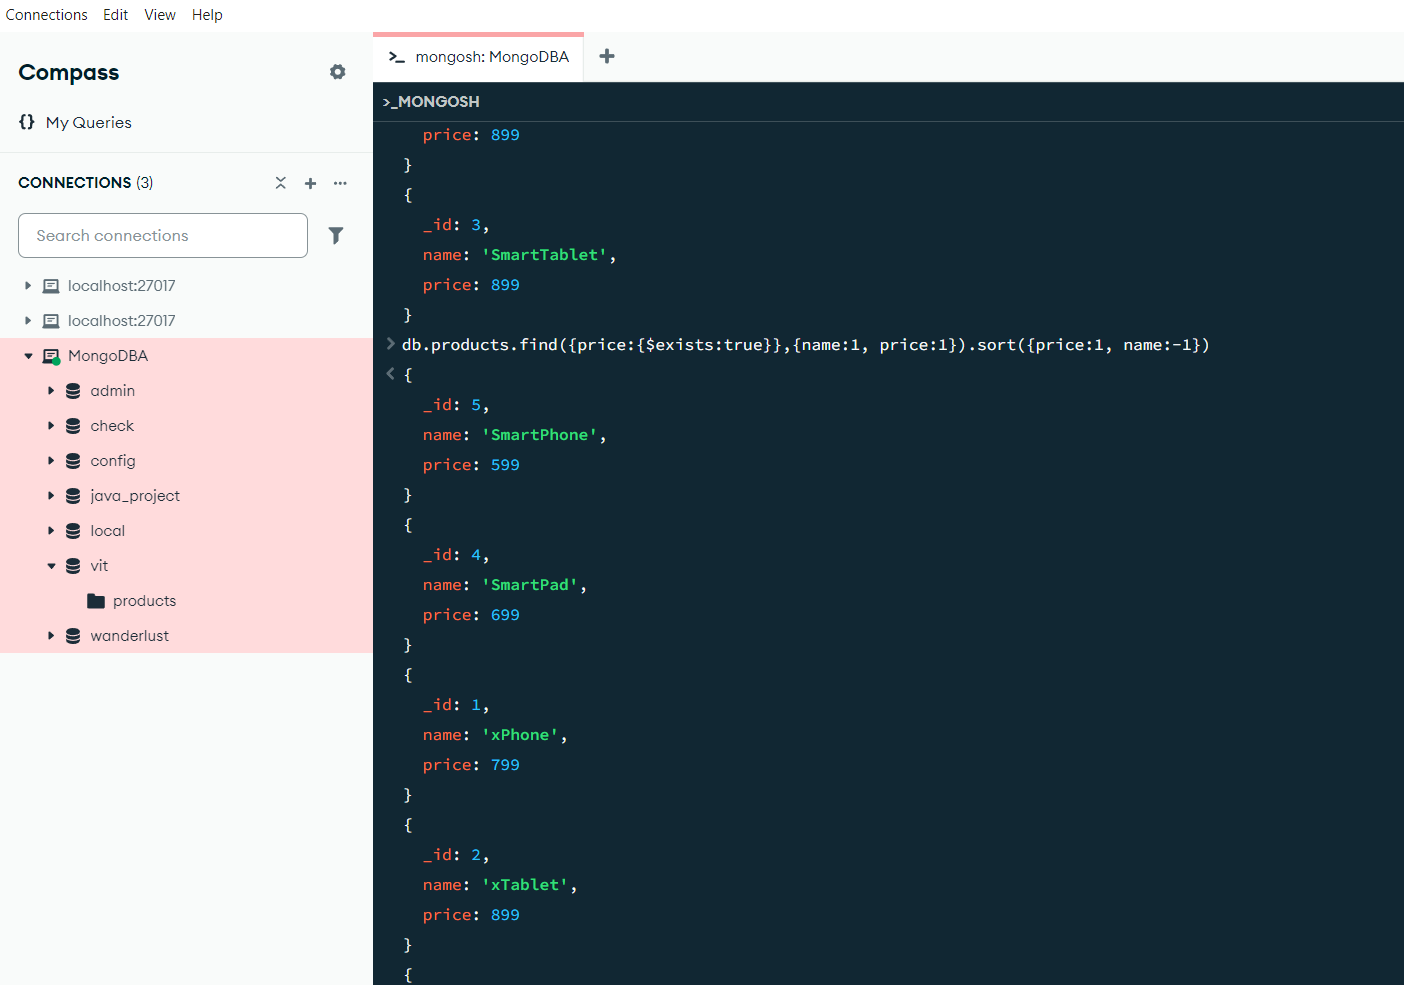 Connections Edit View Help
Compass
{} My Queries
CONNECTIONS (3)
Search connections
localhost:27017
localhost:27017
MongoDBA
admin
check
config
java_project
local
vit
products
wanderlust
>_ mongosh: MongoDBA +
>_MONGOSH
price: 899
}
{
_id: 3,
name: 'SmartTablet',
price: 899
}
> db.products.find({price:{$exists:true}},{name:1, price:1}).sort({price:1, name:-1})
< {
_id: 5,
name: 'SmartPhone',
price: 599
}
{
_id: 4,
name: 'SmartPad',
price: 699
}
{
_id: 1,
name: 'xPhone',
price: 799
}
{
_id: 2,
name: 'xTablet',
price: 899
}
{